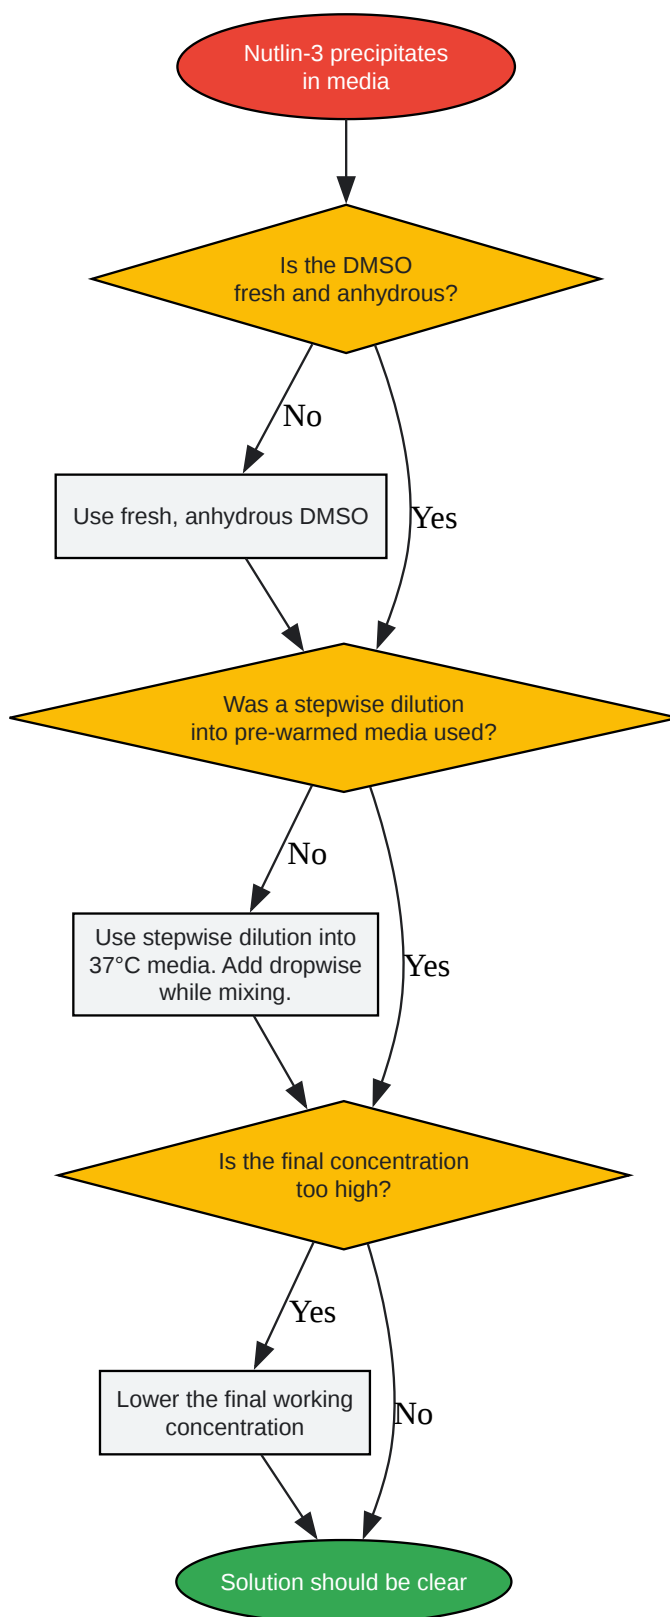 Nutlin-3 precipitates
in media
Is the DMSO
fresh and anhydrous?
No
Use fresh, anhydrous DMSO
Yes
Was a stepwise dilution
into pre-warmed media used?
No
Use stepwise dilution into
37°C media. Add dropwise
while mixing.
Yes
Is the final concentration
too high?
Yes
Lower the final working
concentration
No
Solution should be clear